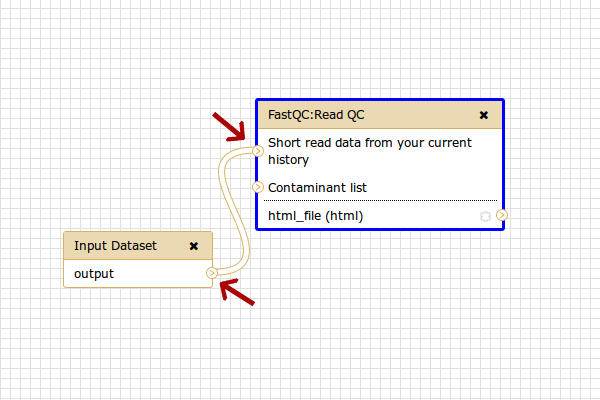 FastQC:Read QC
Short read data from your current
history
Contaminant list
html_file (html)
Input Dataset
output